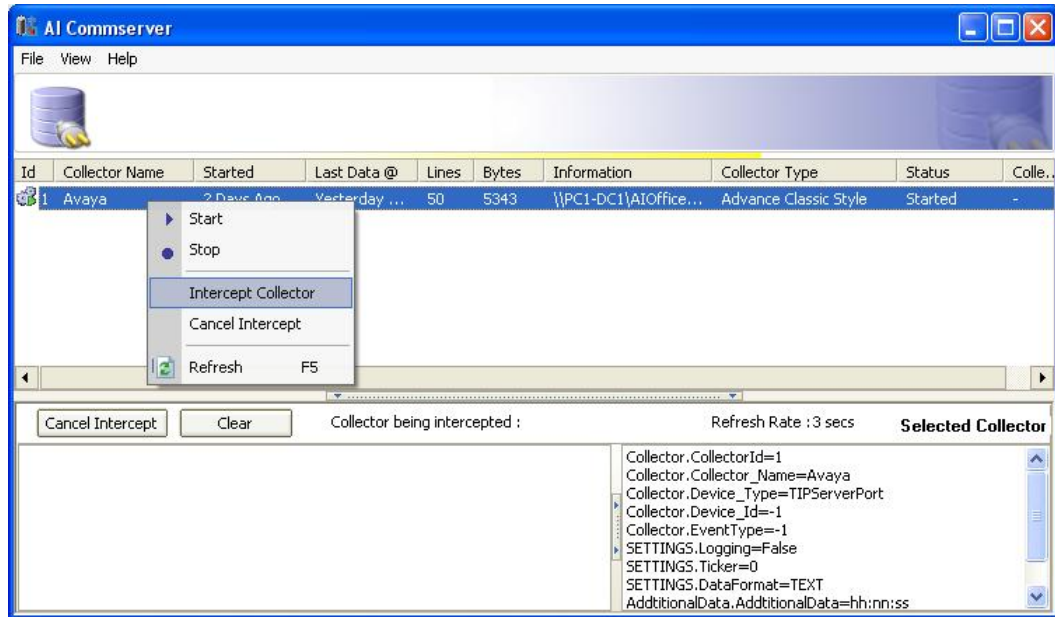 AI Commserver
File View Help
Id Collector Name Started Last Data @ Lines Bytes Information Collector Type Status Colle..
1 Avaya 2 Days Ago Yesterday ... 50 5343 \\PC1-DC1\AIOffice... Advance Classic Style Started -
Start
Stop
Intercept Collector
Cancel Intercept
Refresh F5
Cancel Intercept Clear Collector being intercepted : Refresh Rate : 3 secs Selected Collector
Collector.CollectorId=1
Collector.Collector_Name=Avaya
Collector.Device_Type=TIPServerPort
Collector.Device_Id=-1
Collector.EventType=-1
SETTINGS.Logging=False
SETTINGS.Ticker=0
SETTINGS.DataFormat=TEXT
AddtitionalData.AddtitionalData=hh:nn:ss